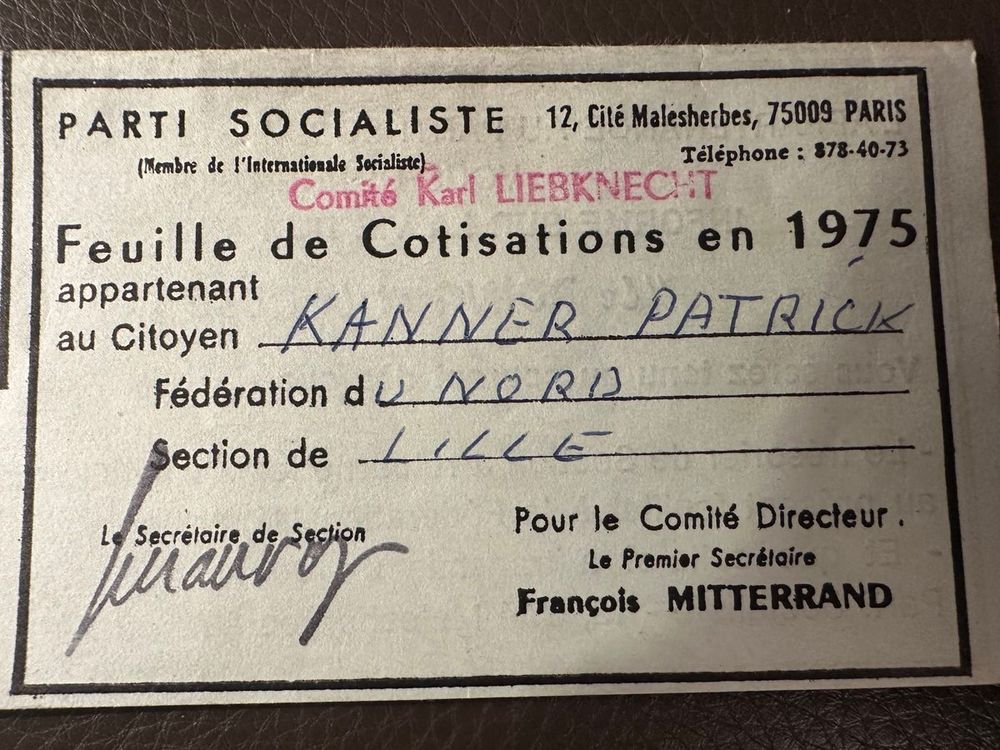 PARTI SOCIALISTE 12, Cité Malesherbes, 75009 PARIS
(Membre de l'Internationale Socialiste) Téléphone : 878-40-73
Comité Karl LIEBKNECHT
Feuille de Cotisations en 1975
appartenant
au Citoyen KANNER PATRICK
Fédération du NORD
Section de LILLE
Le Secrétaire de Section
Pour le Comité Directeur.
Le Premier Secrétaire
François MITTERRAND